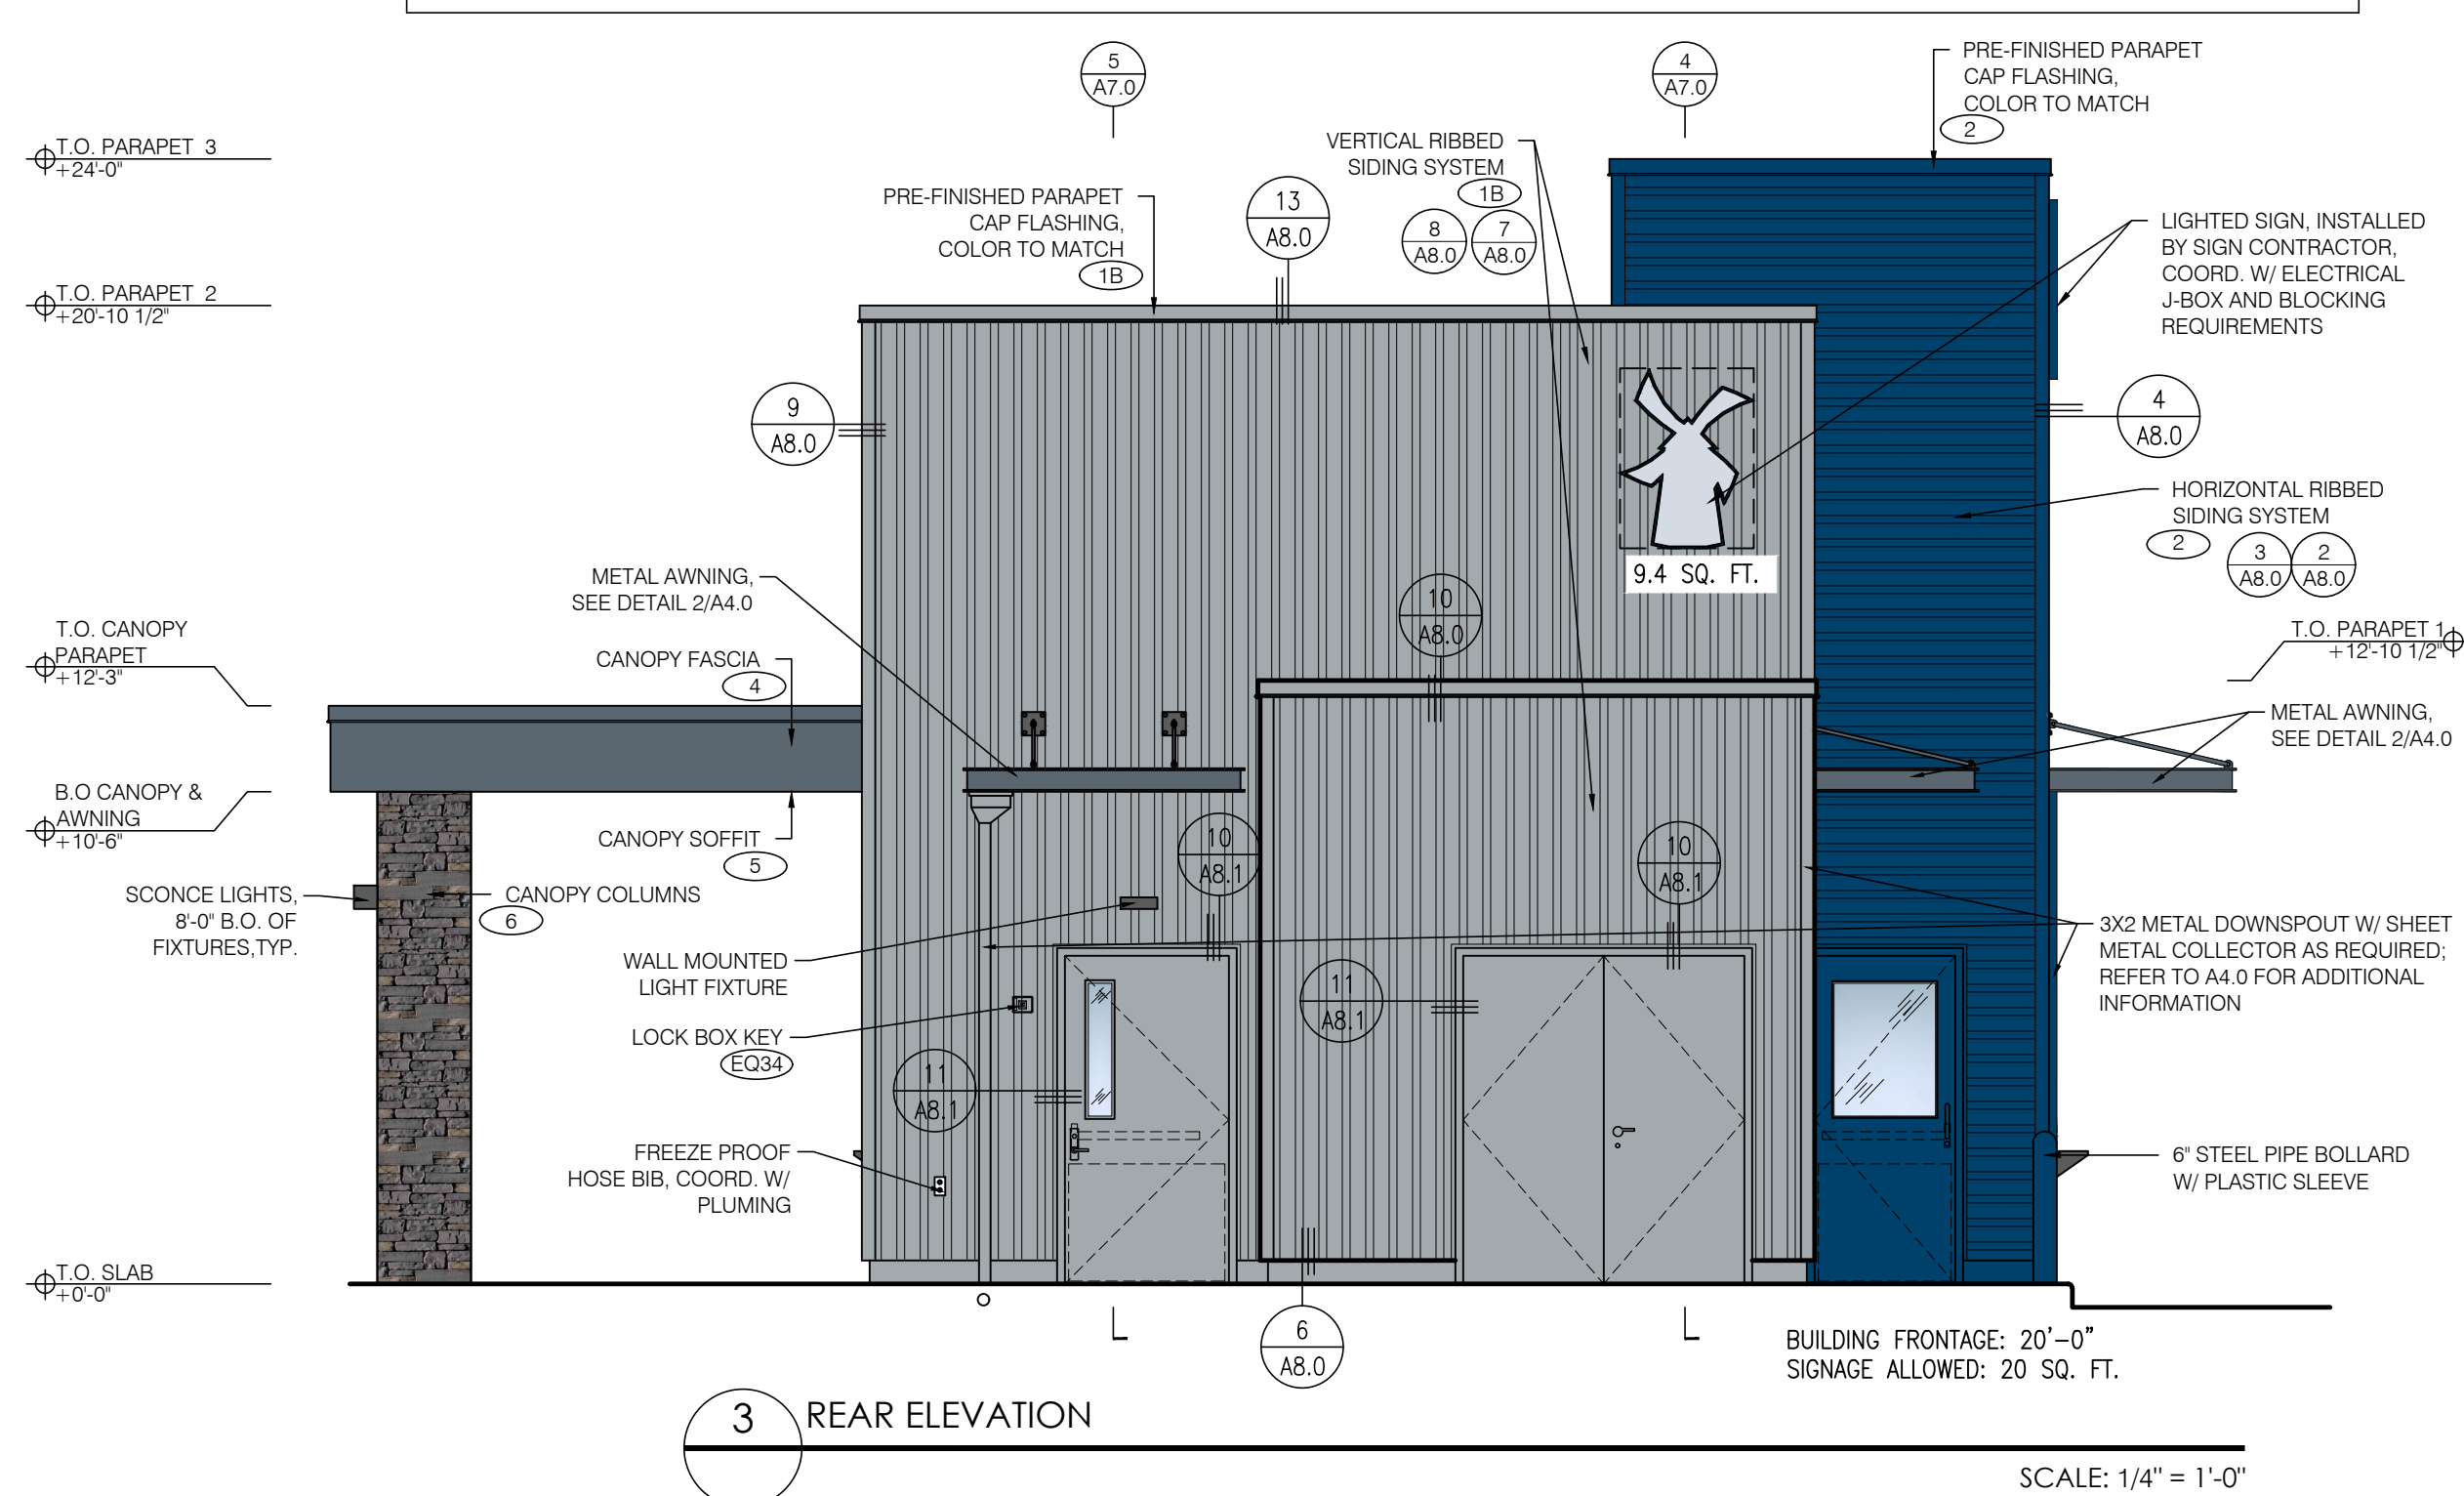 5
A7.0
4
A7.0
PRE-FINISHED PARAPET
CAP FLASHING,
COLOR TO MATCH
2
T.O. PARAPET 3
+24'-0"
VERTICAL RIBBED
SIDING SYSTEM
1B
8
A8.0
7
A8.0
PRE-FINISHED PARAPET
CAP FLASHING,
COLOR TO MATCH
1B
13
A8.0
LIGHTED SIGN, INSTALLED
BY SIGN CONTRACTOR,
COORD. W/ ELECTRICAL
J-BOX AND BLOCKING
REQUIREMENTS
T.O. PARAPET 2
+20'-10 1/2"
9
A8.0
4
A8.0
HORIZONTAL RIBBED
SIDING SYSTEM
2
3
A8.0
2
A8.0
9.4 SQ. FT.
METAL AWNING,
SEE DETAIL 2/A4.0
10
A8.0
T.O. CANOPY
PARAPET
+12'-3"
T.O. PARAPET 1
+12'-10 1/2"
CANOPY FASCIA
4
METAL AWNING,
SEE DETAIL 2/A4.0
B.O CANOPY &
AWNING
+10'-6"
CANOPY SOFFIT
5
10
A8.1
10
A8.1
SCONCE LIGHTS,
8'-0" B.O. OF
FIXTURES,TYP.
CANOPY COLUMNS
6
3X2 METAL DOWNSPOUT W/ SHEET
METAL COLLECTOR AS REQUIRED;
REFER TO A4.0 FOR ADDITIONAL
INFORMATION
WALL MOUNTED
LIGHT FIXTURE
11
A8.1
LOCK BOX KEY
EQ34
11
A8.1
FREEZE PROOF
HOSE BIB, COORD. W/
PLUMING
6" STEEL PIPE BOLLARD
W/ PLASTIC SLEEVE
T.O. SLAB
+0'-0"
6
A8.0
BUILDING FRONTAGE: 20'-0"
SIGNAGE ALLOWED: 20 SQ. FT.
3
REAR ELEVATION
SCALE: 1/4" = 1'-0"